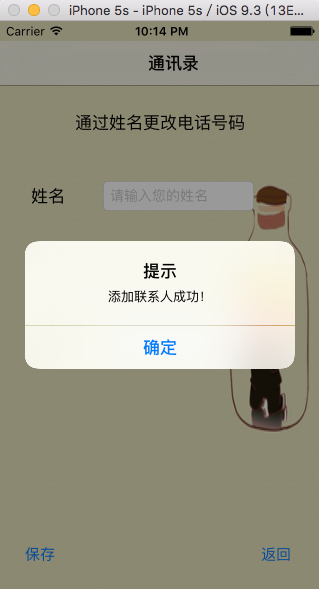 iPhone 5s - iPhone 5s / iOS 9.3 (13E...
Carrier 10:14 PM
通讯录
通过姓名更改电话号码
姓名 请输入您的姓名
提示
添加联系人成功!
确定
保存 返回